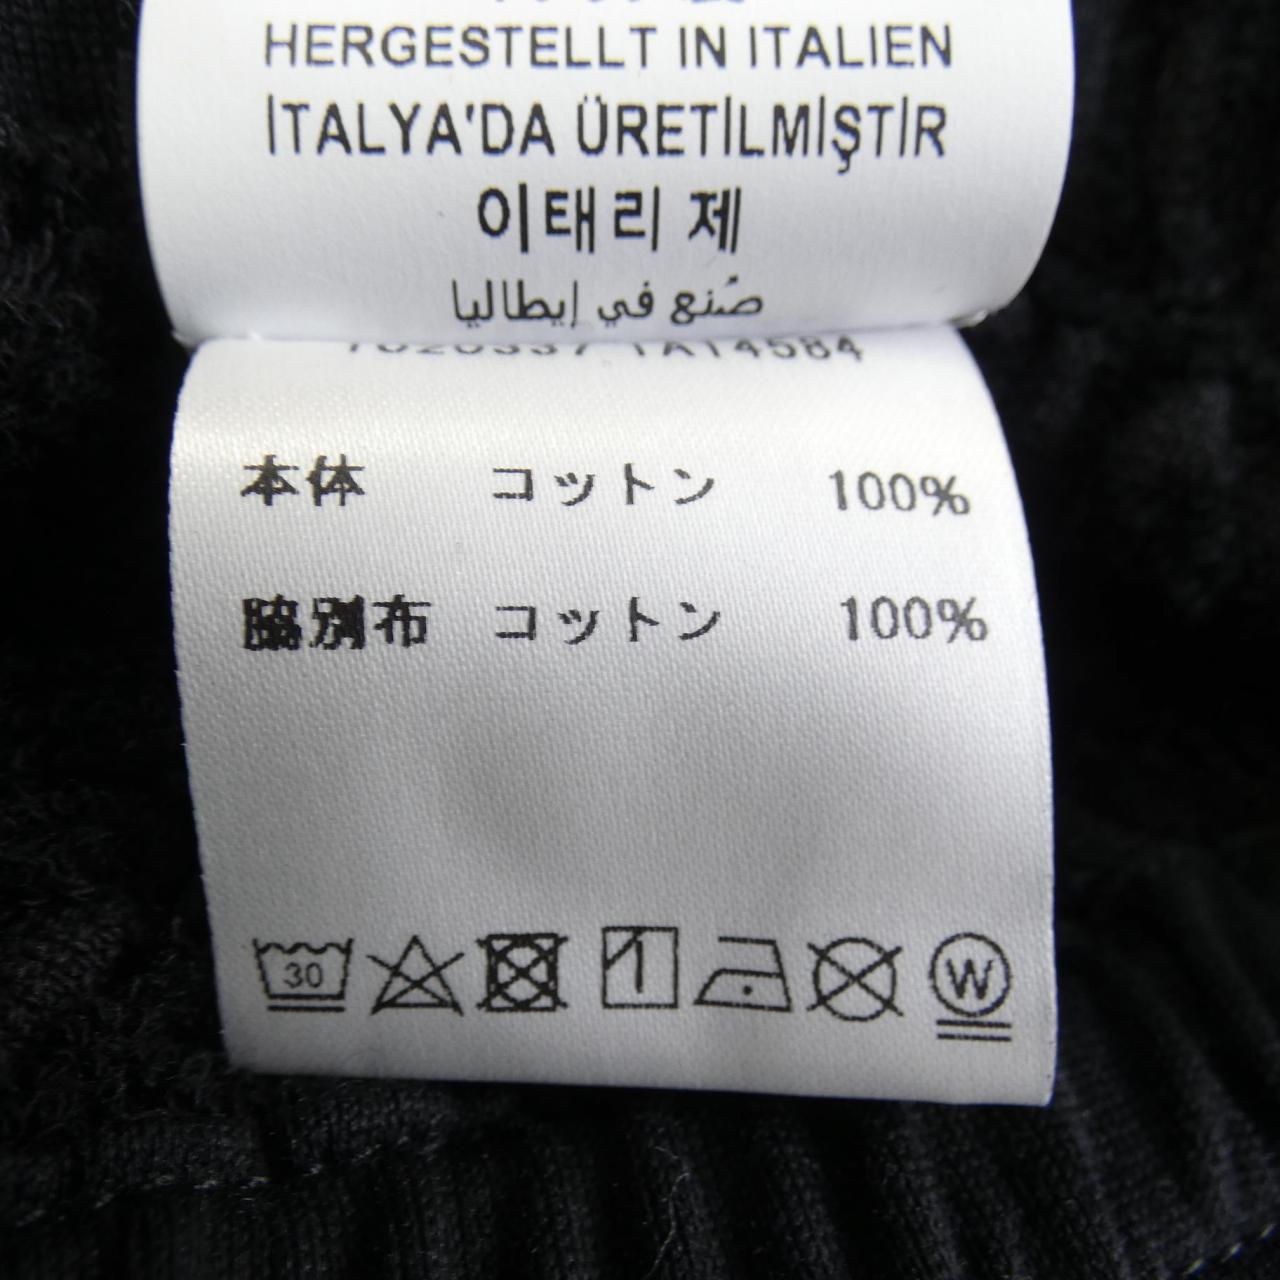 HERGESTELLT IN ITALIEN
İTALYA'DA ÜRETİLMİŞTİR
이태리 제
صُنع في إيطاليا
1A14584
本体 コットン 100%
脇別布 コットン 100%
30
W